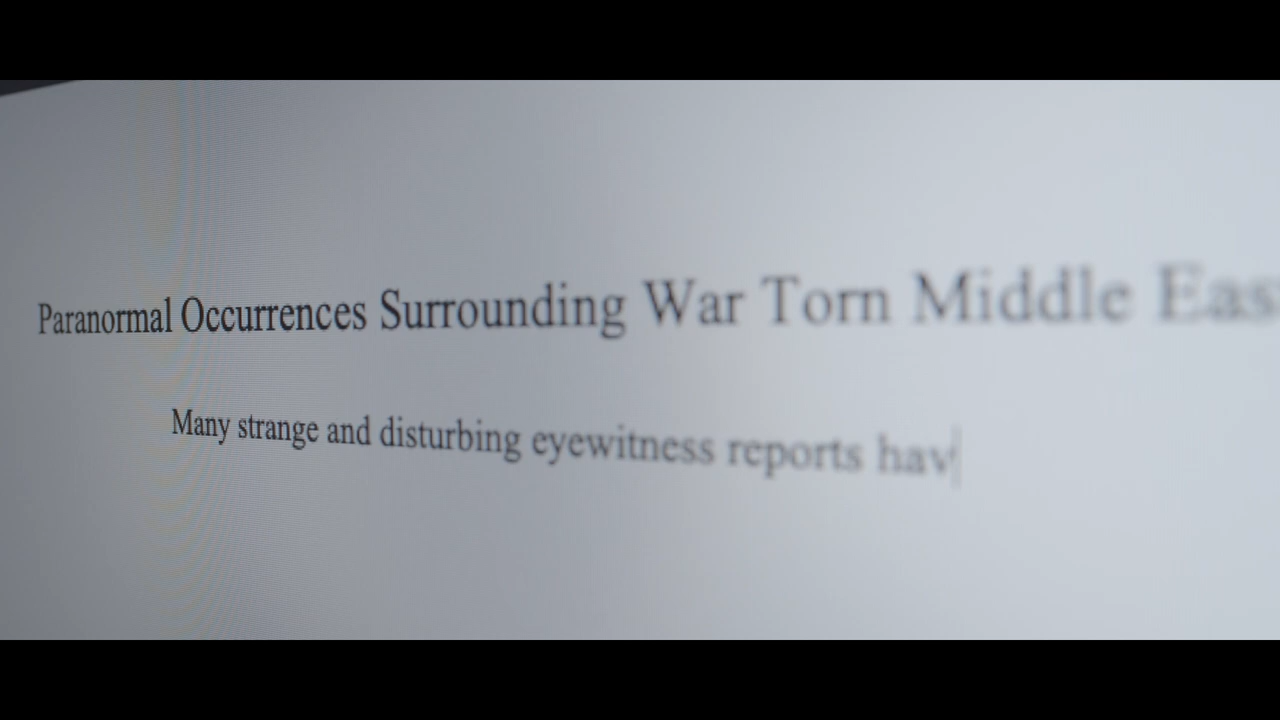 Paranormal Occurrences Surrounding War Torn Middle Eas
Many strange and disturbing eyewitness reports hav